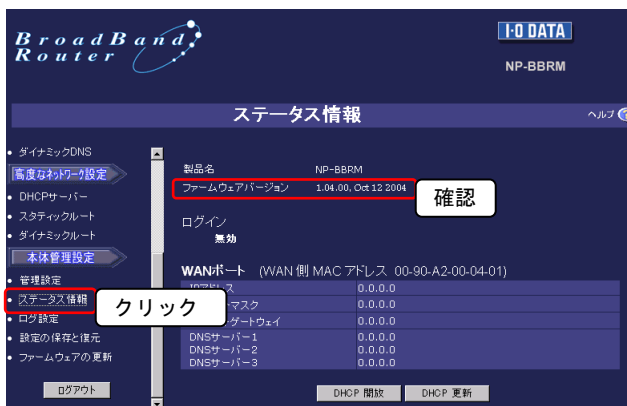 BroadBand
Router
I-O DATA
NP-BBRM
ステータス情報
ヘルプ
• ダイナミックDNS
高度なネットワーク設定
• DHCPサーバー
• スタティックルート
• ダイナミックルート
本体管理設定
• 管理設定
• ステータス情報
クリック
• ログ設定
• 設定の保存と復元
• ファームウェアの更新
ログアウト
製品名 NP-BBRM
ファームウェアバージョン 1.04.00, Oct 12 2004
確認
ログイン
無効
WANポート (WAN 側 MAC アドレス 00-90-A2-00-04-01)
IPアドレス 0.0.0.0
マスク 0.0.0.0
ゲートウェイ 0.0.0.0
DNSサーバー1 0.0.0.0
DNSサーバー2 0.0.0.0
DNSサーバー3 0.0.0.0
DHCP 開放 DHCP 更新